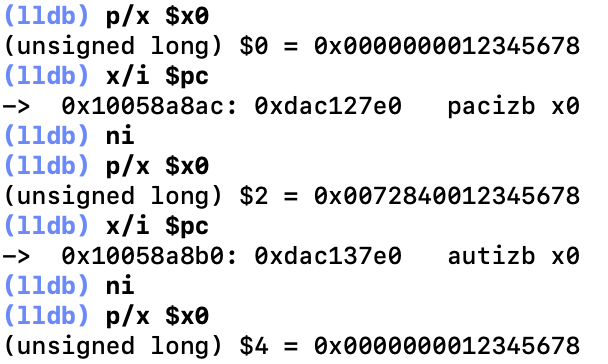 (lldb) p/x $x0
(unsigned long) $0 = 0x0000000012345678
(lldb) x/i $pc
-> 0x10058a8ac: 0xdac127e0 pacizb x0
(lldb) ni
(lldb) p/x $x0
(unsigned long) $2 = 0x0072840012345678
(lldb) x/i $pc
-> 0x10058a8b0: 0xdac137e0 autizb x0
(lldb) ni
(lldb) p/x $x0
(unsigned long) $4 = 0x0000000012345678